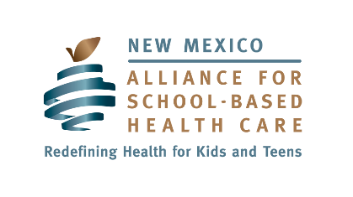 NEW MEXICO
ALLIANCE FOR
SCHOOL-BASED
HEALTH CARE
Redefining Health for Kids and Teens